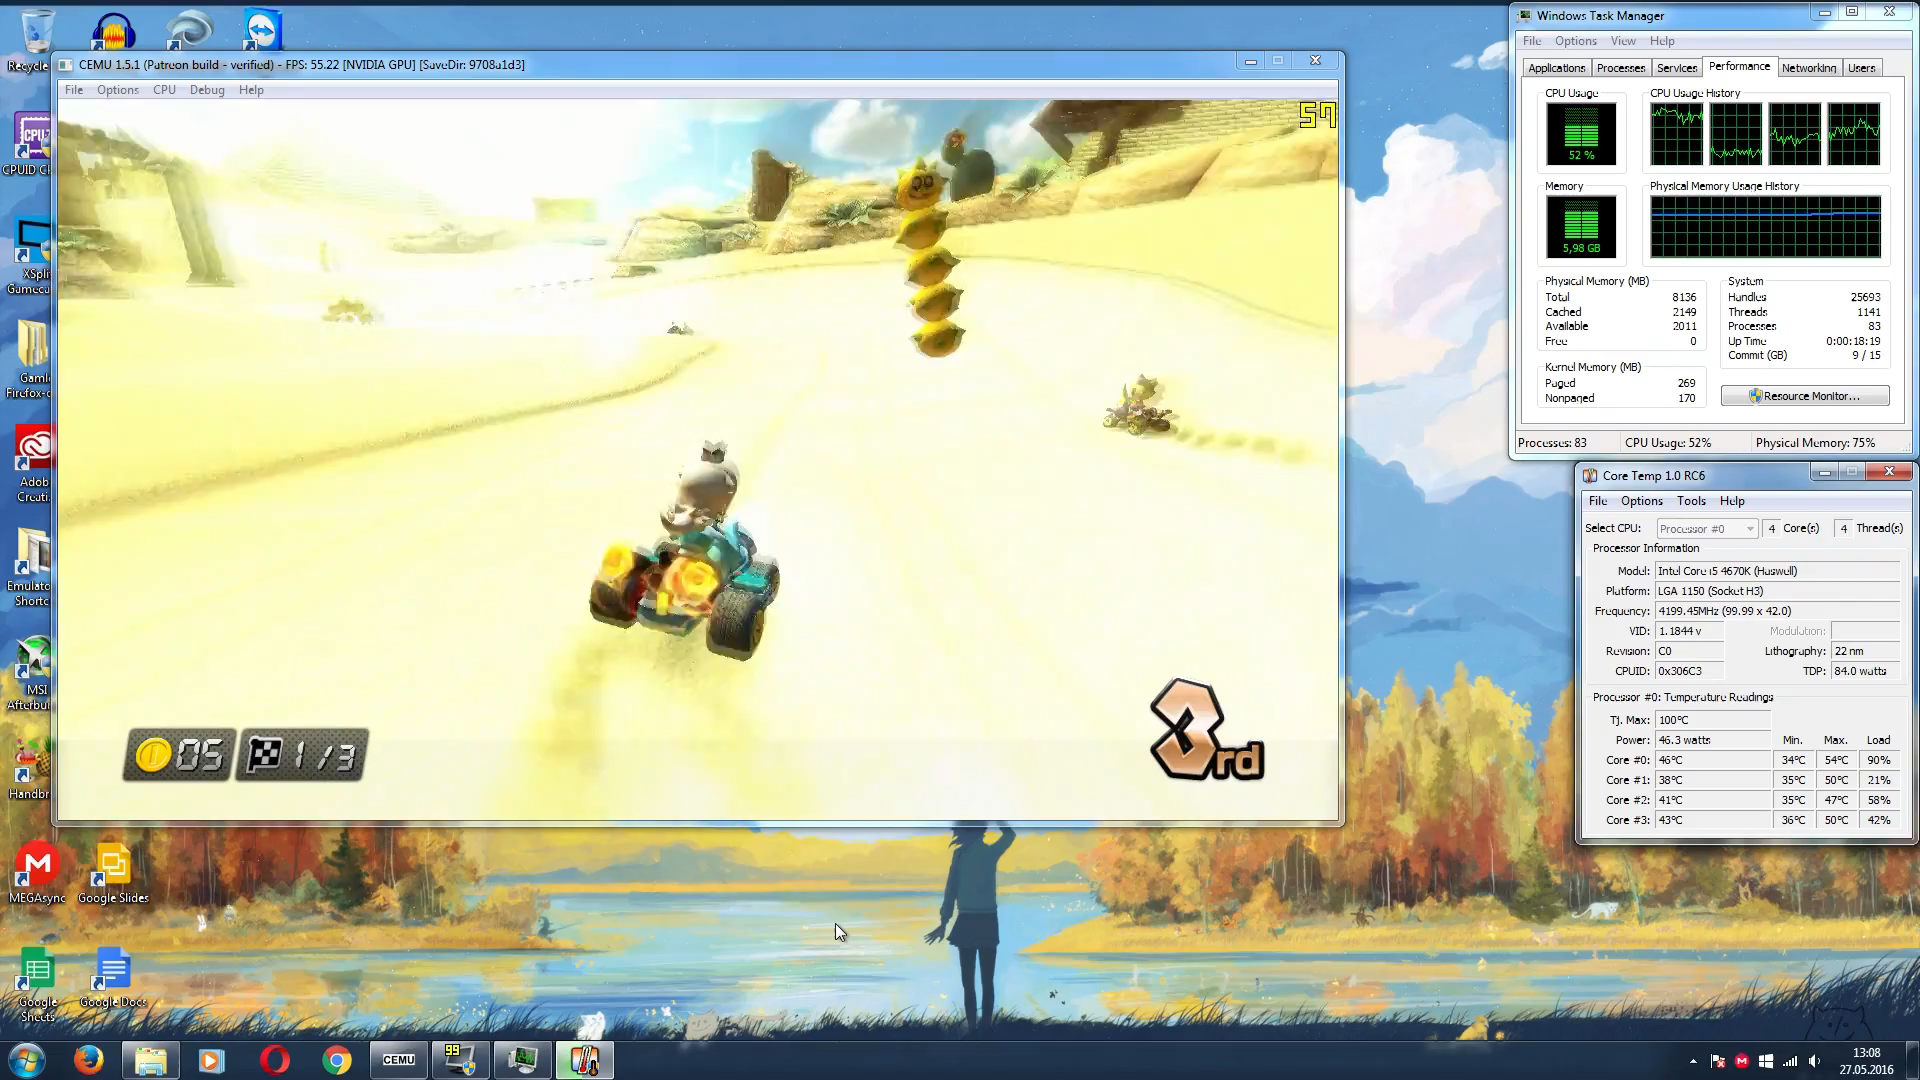 Recycle
CPUID C
XSpli
Gameca
Gaml
Firefox-
Adob
Creati
Emulato
Shortc
MSI
Afterbu
Handbr
MEGAsync
Google Slides
Google
Sheets
Google Docs
CEMU 1.5.1 (Patreon build - verified) - FPS: 55.22 [NVIDIA GPU] [SaveDir: 9708a1d3]
File Options CPU Debug Help
57
05
1/3
3rd
Windows Task Manager
File Options View Help
Applications Processes Services Performance Networking Users
CPU Usage CPU Usage History
52 %
Memory Physical Memory Usage History
5,98 GB
Physical Memory (MB)
Total 8136
Cached 2149
Available 2011
Free 0
Kernel Memory (MB)
Paged 269
Nonpaged 170
System
Handles 25693
Threads 1141
Processes 83
Up Time 0:00:18:19
Commit (GB) 9 / 15
Resource Monitor...
Processes: 83 CPU Usage: 52% Physical Memory: 75%
Core Temp 1.0 RC6
File Options Tools Help
Select CPU: Processor #0 4 Core(s) 4 Thread(s)
Processor Information
Model: Intel Core i5 4670K (Haswell)
Platform: LGA 1150 (Socket H3)
Frequency: 4199.45MHz (99.99 x 42.0)
VID: 1.1844 v Modulation:
Revision: C0 Lithography: 22 nm
CPUID: 0x306C3 TDP: 84.0 watts
Processor #0: Temperature Readings
Tj. Max: 100°C
Power: 46.3 watts Min. Max. Load
Core #0: 46°C 34°C 54°C 90%
Core #1: 38°C 35°C 50°C 21%
Core #2: 41°C 35°C 47°C 58%
Core #3: 43°C 36°C 50°C 42%
CEMU
99
13:08
27.05.2016